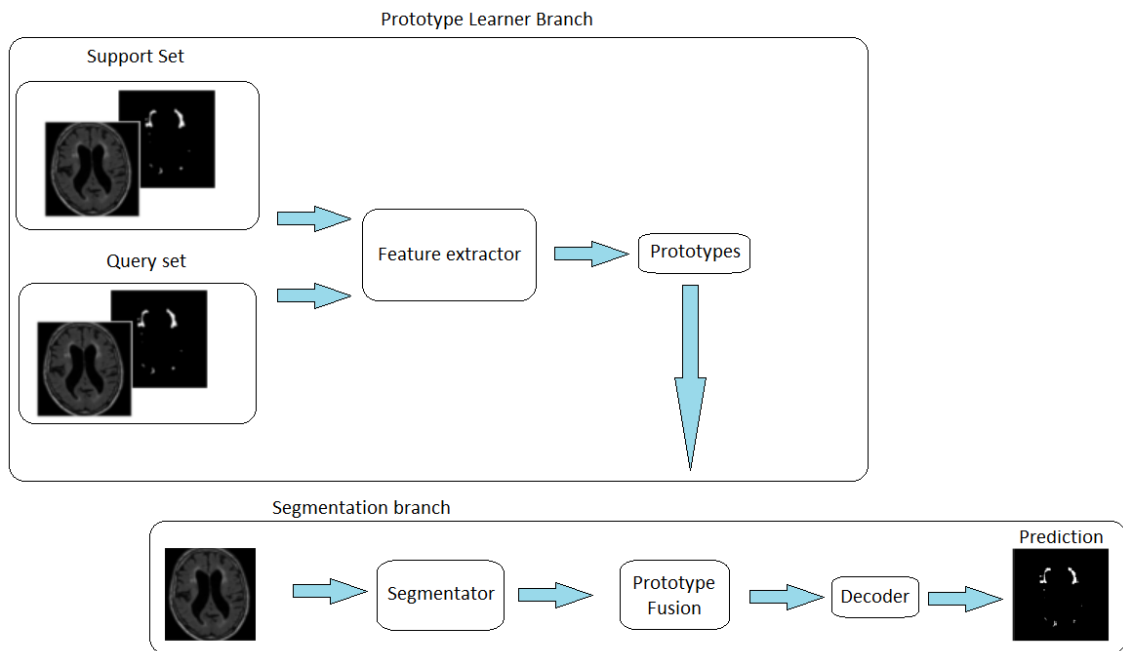 Prototype Learner Branch
Support Set
Query set
Feature extractor
Prototypes
Segmentation branch
Segmentator
Prototype
Fusion
Decoder
Prediction